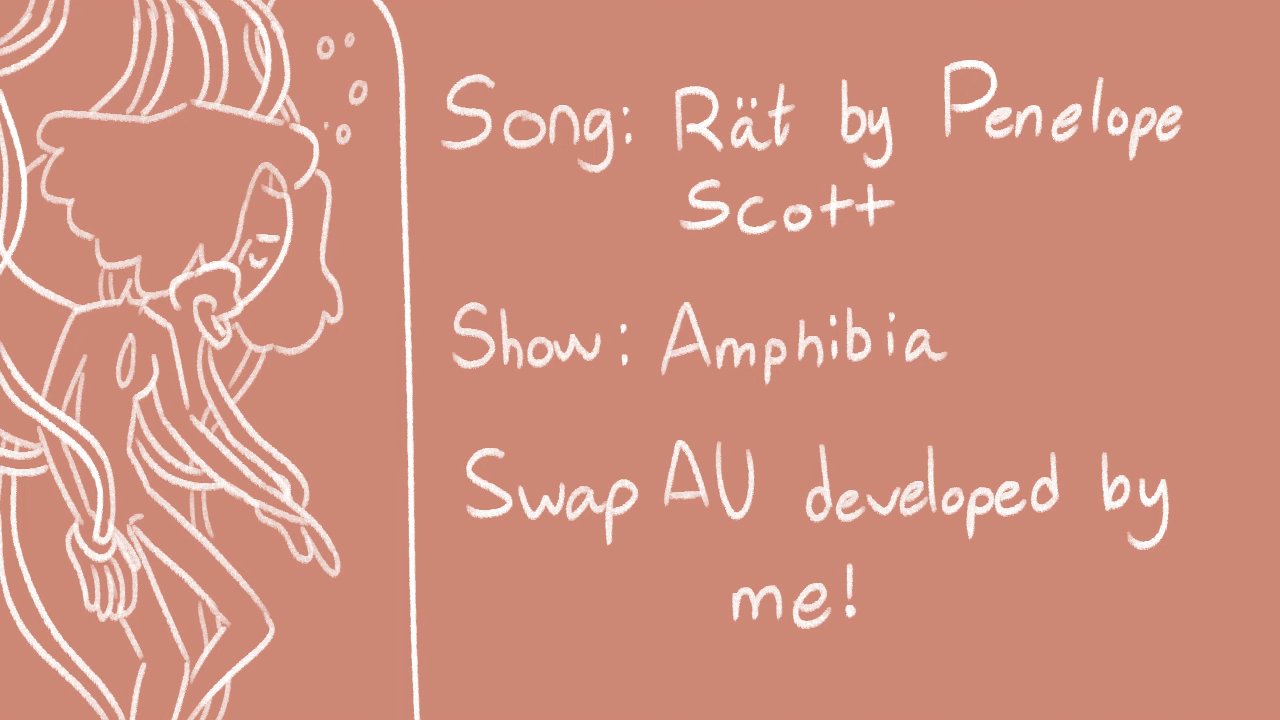 Song: Rät by Penelope
Scott
Show: Amphibia
Swap AU developed by
me!